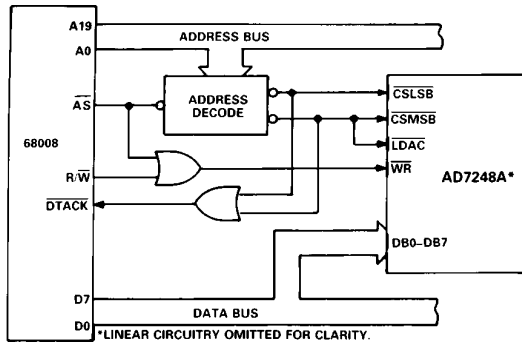 A19
ADDRESS BUS
A0
ADDRESS DECODE
AS
CSLSB
CSMSB
LDAC
68008
R/W
WR
AD7248A*
DTACK
DB0–DB7
D7
DATA BUS
D0
*LINEAR CIRCUITRY OMITTED FOR CLARITY.